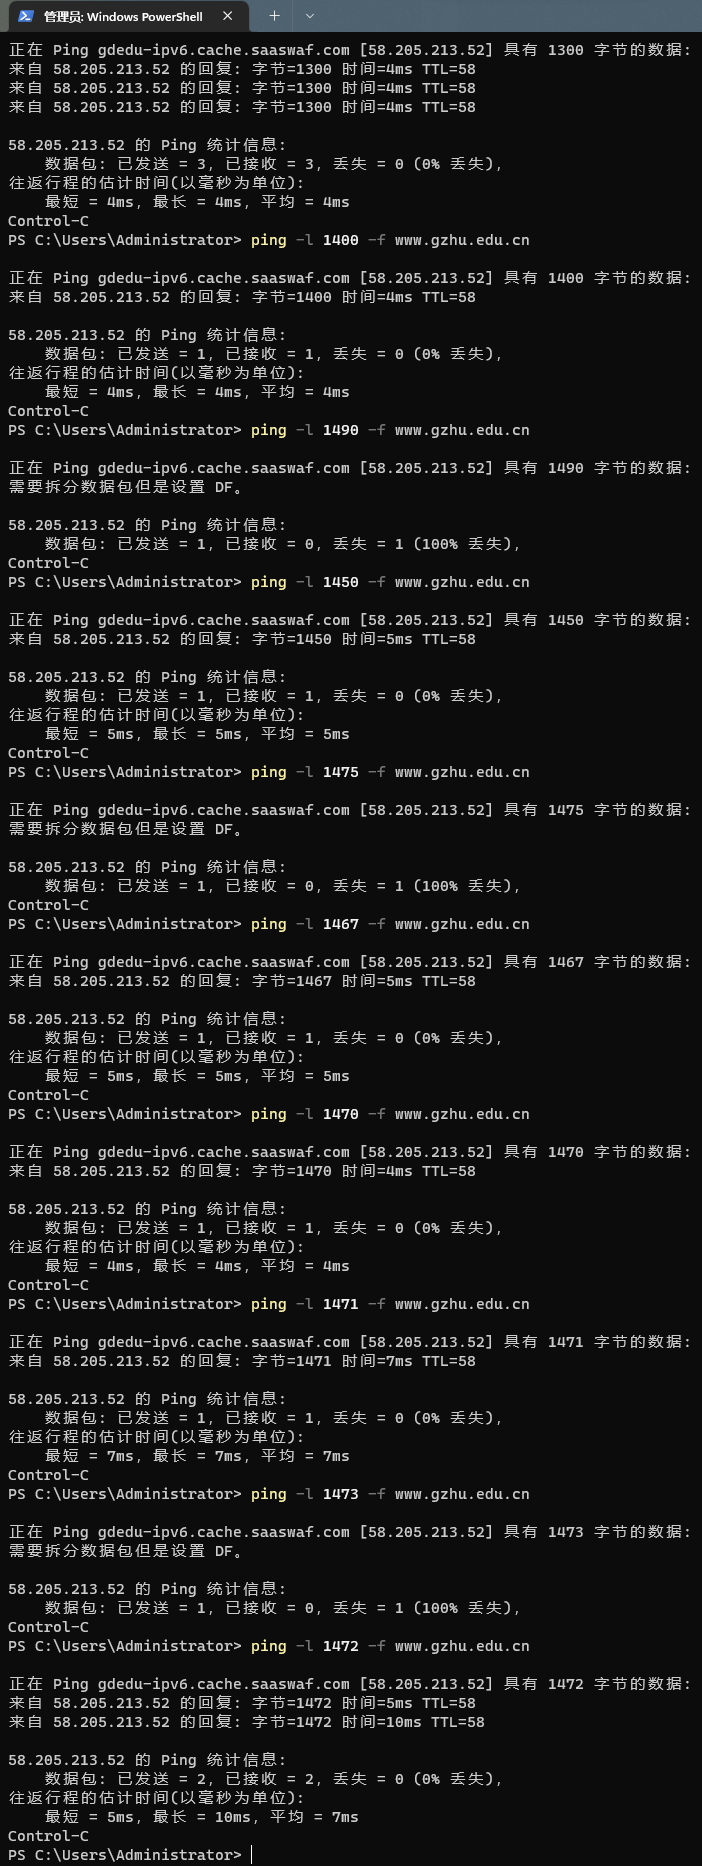 管理员: Windows PowerShell
正在 Ping gdedu-ipv6.cache.saaswaf.com [58.205.213.52] 具有 1300 字节的数据:
来自 58.205.213.52 的回复: 字节=1300 时间=4ms TTL=58
来自 58.205.213.52 的回复: 字节=1300 时间=4ms TTL=58
来自 58.205.213.52 的回复: 字节=1300 时间=4ms TTL=58
58.205.213.52 的 Ping 统计信息:
数据包: 已发送 = 3, 已接收 = 3, 丢失 = 0 (0% 丢失),
往返行程的估计时间(以毫秒为单位):
最短 = 4ms, 最长 = 4ms, 平均 = 4ms
Control-C
PS C:\Users\Administrator> ping -l 1400 -f www.gzhu.edu.cn
正在 Ping gdedu-ipv6.cache.saaswaf.com [58.205.213.52] 具有 1400 字节的数据:
来自 58.205.213.52 的回复: 字节=1400 时间=4ms TTL=58
58.205.213.52 的 Ping 统计信息:
数据包: 已发送 = 1, 已接收 = 1, 丢失 = 0 (0% 丢失),
往返行程的估计时间(以毫秒为单位):
最短 = 4ms, 最长 = 4ms, 平均 = 4ms
Control-C
PS C:\Users\Administrator> ping -l 1490 -f www.gzhu.edu.cn
正在 Ping gdedu-ipv6.cache.saaswaf.com [58.205.213.52] 具有 1490 字节的数据:
需要拆分数据包但是设置 DF。
58.205.213.52 的 Ping 统计信息:
数据包: 已发送 = 1, 已接收 = 0, 丢失 = 1 (100% 丢失),
Control-C
PS C:\Users\Administrator> ping -l 1450 -f www.gzhu.edu.cn
正在 Ping gdedu-ipv6.cache.saaswaf.com [58.205.213.52] 具有 1450 字节的数据:
来自 58.205.213.52 的回复: 字节=1450 时间=5ms TTL=58
58.205.213.52 的 Ping 统计信息:
数据包: 已发送 = 1, 已接收 = 1, 丢失 = 0 (0% 丢失),
往返行程的估计时间(以毫秒为单位):
最短 = 5ms, 最长 = 5ms, 平均 = 5ms
Control-C
PS C:\Users\Administrator> ping -l 1475 -f www.gzhu.edu.cn
正在 Ping gdedu-ipv6.cache.saaswaf.com [58.205.213.52] 具有 1475 字节的数据:
需要拆分数据包但是设置 DF。
58.205.213.52 的 Ping 统计信息:
数据包: 已发送 = 1, 已接收 = 0, 丢失 = 1 (100% 丢失),
Control-C
PS C:\Users\Administrator> ping -l 1467 -f www.gzhu.edu.cn
正在 Ping gdedu-ipv6.cache.saaswaf.com [58.205.213.52] 具有 1467 字节的数据:
来自 58.205.213.52 的回复: 字节=1467 时间=5ms TTL=58
58.205.213.52 的 Ping 统计信息:
数据包: 已发送 = 1, 已接收 = 1, 丢失 = 0 (0% 丢失),
往返行程的估计时间(以毫秒为单位):
最短 = 5ms, 最长 = 5ms, 平均 = 5ms
Control-C
PS C:\Users\Administrator> ping -l 1470 -f www.gzhu.edu.cn
正在 Ping gdedu-ipv6.cache.saaswaf.com [58.205.213.52] 具有 1470 字节的数据:
来自 58.205.213.52 的回复: 字节=1470 时间=4ms TTL=58
58.205.213.52 的 Ping 统计信息:
数据包: 已发送 = 1, 已接收 = 1, 丢失 = 0 (0% 丢失),
往返行程的估计时间(以毫秒为单位):
最短 = 4ms, 最长 = 4ms, 平均 = 4ms
Control-C
PS C:\Users\Administrator> ping -l 1471 -f www.gzhu.edu.cn
正在 Ping gdedu-ipv6.cache.saaswaf.com [58.205.213.52] 具有 1471 字节的数据:
来自 58.205.213.52 的回复: 字节=1471 时间=7ms TTL=58
58.205.213.52 的 Ping 统计信息:
数据包: 已发送 = 1, 已接收 = 1, 丢失 = 0 (0% 丢失),
往返行程的估计时间(以毫秒为单位):
最短 = 7ms, 最长 = 7ms, 平均 = 7ms
Control-C
PS C:\Users\Administrator> ping -l 1473 -f www.gzhu.edu.cn
正在 Ping gdedu-ipv6.cache.saaswaf.com [58.205.213.52] 具有 1473 字节的数据:
需要拆分数据包但是设置 DF。
58.205.213.52 的 Ping 统计信息:
数据包: 已发送 = 1, 已接收 = 0, 丢失 = 1 (100% 丢失),
Control-C
PS C:\Users\Administrator> ping -l 1472 -f www.gzhu.edu.cn
正在 Ping gdedu-ipv6.cache.saaswaf.com [58.205.213.52] 具有 1472 字节的数据:
来自 58.205.213.52 的回复: 字节=1472 时间=5ms TTL=58
来自 58.205.213.52 的回复: 字节=1472 时间=10ms TTL=58
58.205.213.52 的 Ping 统计信息:
数据包: 已发送 = 2, 已接收 = 2, 丢失 = 0 (0% 丢失),
往返行程的估计时间(以毫秒为单位):
最短 = 5ms, 最长 = 10ms, 平均 = 7ms
Control-C
PS C:\Users\Administrator>